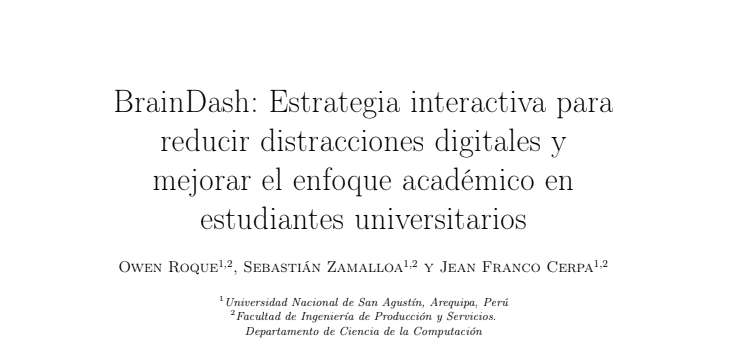 BrainDash: Estrategia interactiva para
reducir distracciones digitales y
mejorar el enfoque académico en
estudiantes universitarios
Owen Roque1,2, Sebastián Zamalloa1,2 y Jean Franco Cerpa1,2
1Universidad Nacional de San Agustín, Arequipa, Perú
2Facultad de Ingeniería de Producción y Servicios.
Departamento de Ciencia de la Computación